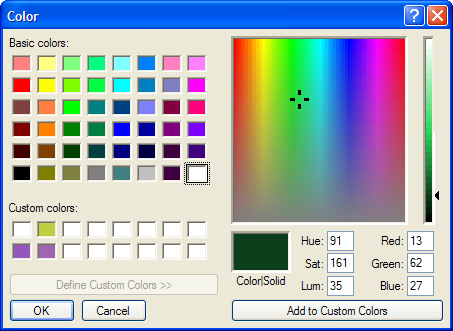 Color
Basic colors:
Custom colors:
Define Custom Colors >>
OK
Cancel
Color|Solid
Hue: 91
Red: 13
Sat: 161
Green: 62
Lum: 35
Blue: 27
Add to Custom Colors